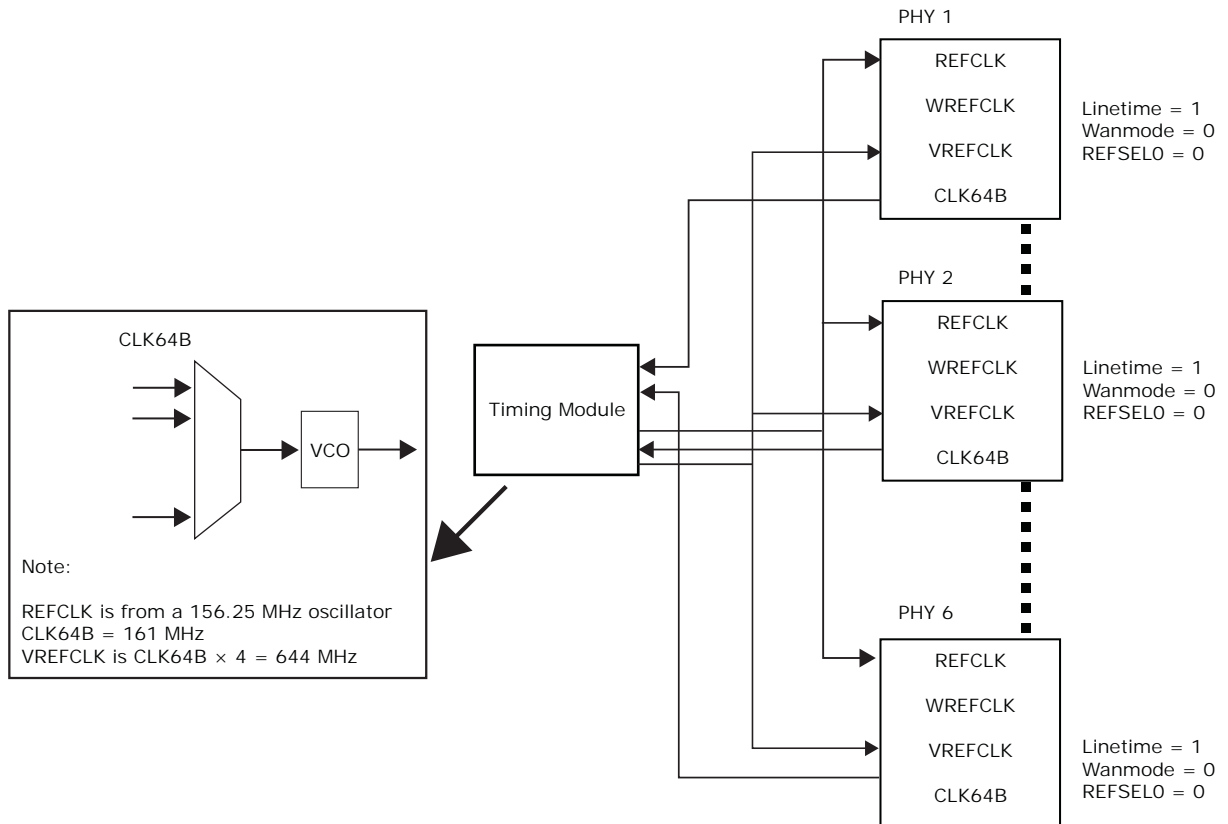 PHY 1
REFCLK
WREFCLK
VREFCLK
CLK64B
Linetime = 1
Wanmode = 0
REFSEL0 = 0
PHY 2
REFCLK
WREFCLK
VREFCLK
CLK64B
Linetime = 1
Wanmode = 0
REFSEL0 = 0
CLK64B
VCO
Timing Module
Note:
REFCLK is from a 156.25 MHz oscillator
CLK64B = 161 MHz
VREFCLK is CLK64B × 4 = 644 MHz
PHY 6
REFCLK
WREFCLK
VREFCLK
CLK64B
Linetime = 1
Wanmode = 0
REFSEL0 = 0